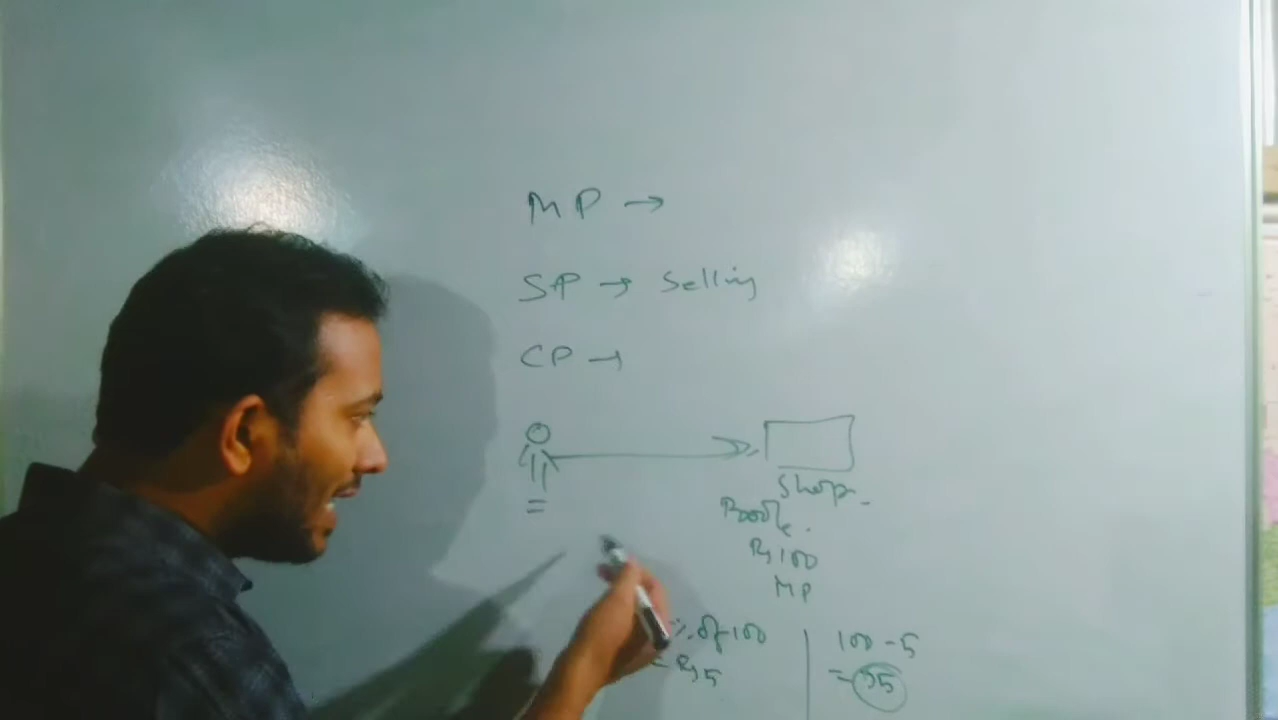 MP →
SP → Selling
CP →
Shop
Book.
Rs 100
MP
% of 100
= Rs 5
100 - 5
= 95